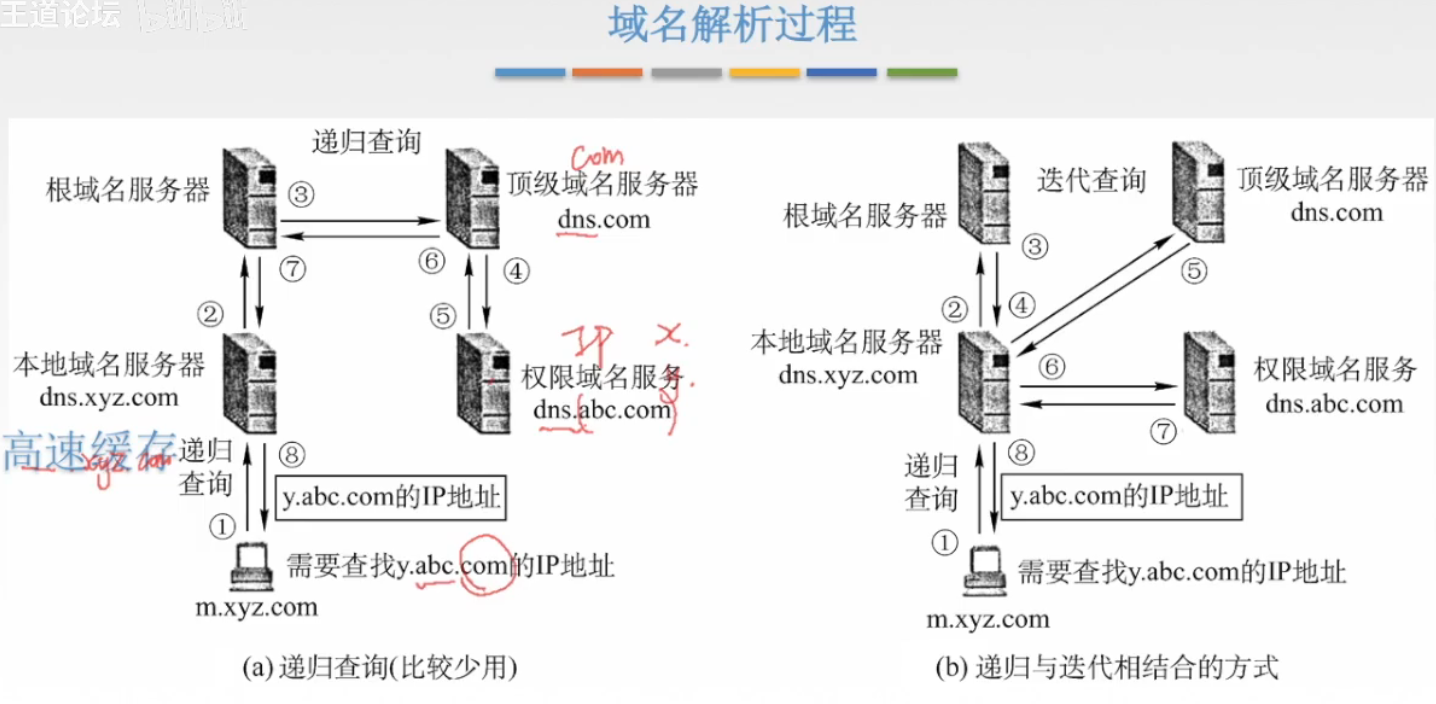 王道论坛
域名解析过程
递归查询
com
根域名服务器
③
顶级域名服务器
dns.com
⑦
⑥
④
②
⑤
IP
x.
本地域名服务器
dns.xyz.com
权限域名服务
dns.abc.com
高速缓存
xyz com
递归
查询
⑧
y.abc.com的IP地址
①
需要查找y.abc.com的IP地址
m.xyz.com
(a) 递归查询(比较少用)
迭代查询
顶级域名服务器
dns.com
根域名服务器
③
⑤
②
④
本地域名服务器
dns.xyz.com
⑥
权限域名服务
dns.abc.com
⑦
递归
查询
⑧
y.abc.com的IP地址
①
需要查找y.abc.com的IP地址
m.xyz.com
(b) 递归与迭代相结合的方式